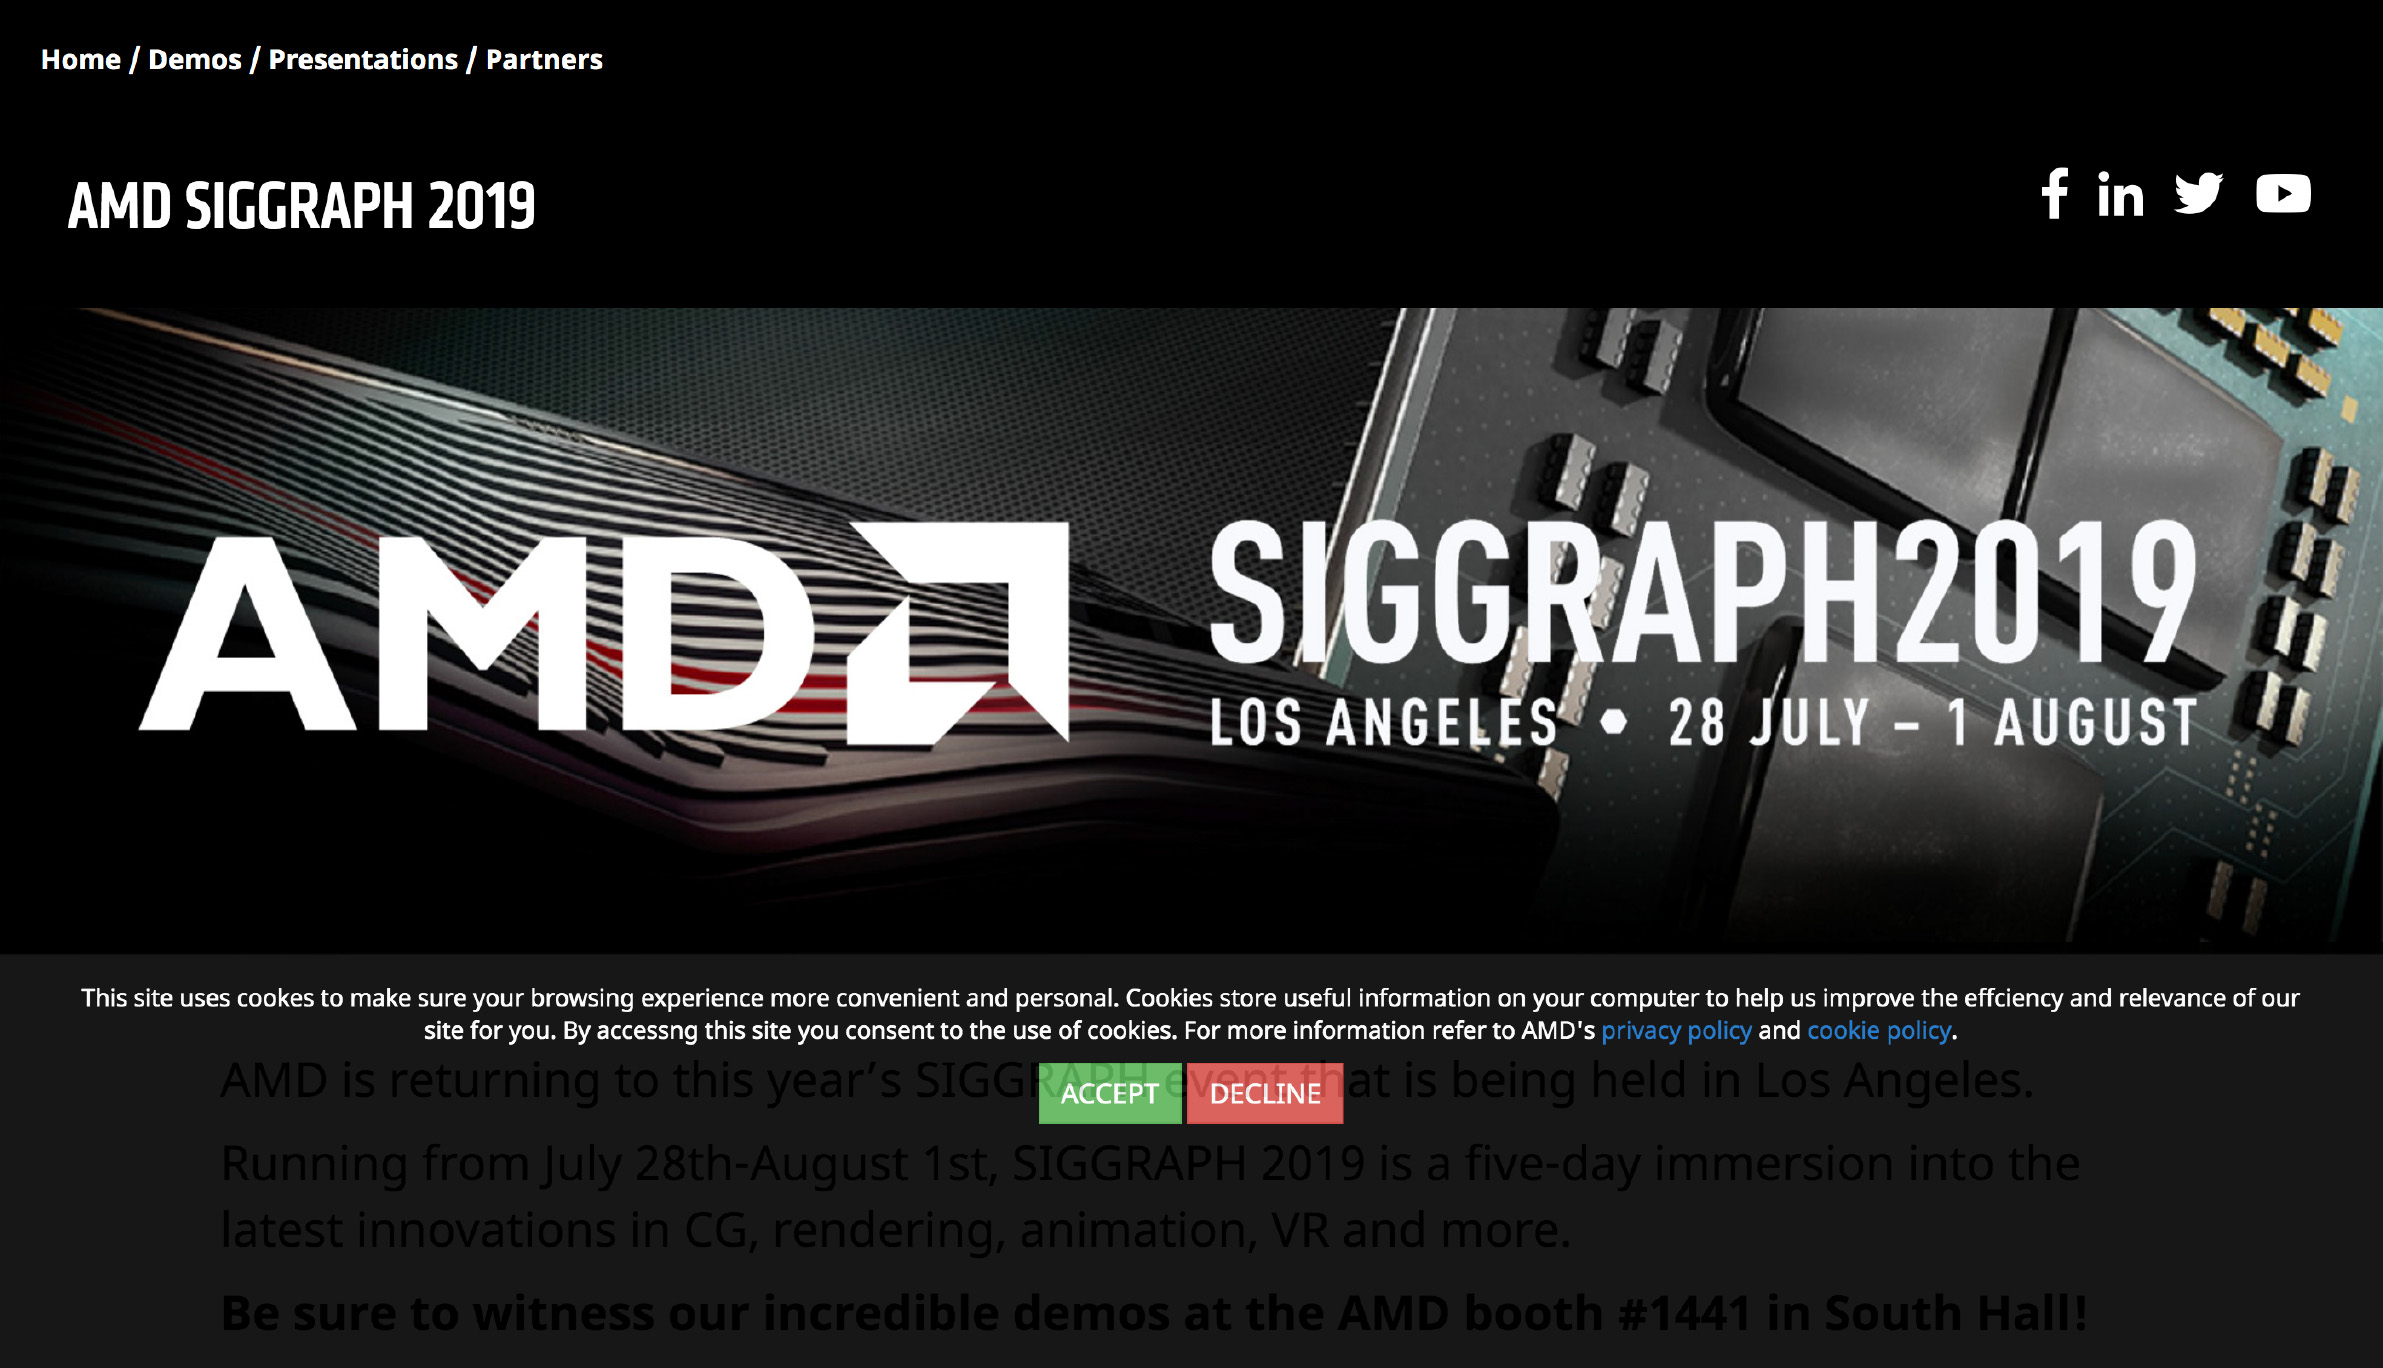 Home / Demos / Presentations / Partners
AMD SIGGRAPH 2019
AMD
SIGGRAPH2019
LOS ANGELES • 28 JULY – 1 AUGUST
This site uses cookes to make sure your browsing experience more convenient and personal. Cookies store useful information on your computer to help us improve the effciency and relevance of our
site for you. By accessng this site you consent to the use of cookies. For more information refer to AMD's privacy policy and cookie policy.
AMD is returning to this year’s SIGGRAPH event that is being held in Los Angeles.
ACCEPT DECLINE
Running from July 28th-August 1st, SIGGRAPH 2019 is a five-day immersion into the
latest innovations in CG, rendering, animation, VR and more.
Be sure to witness our incredible demos at the AMD booth #1441 in South Hall!